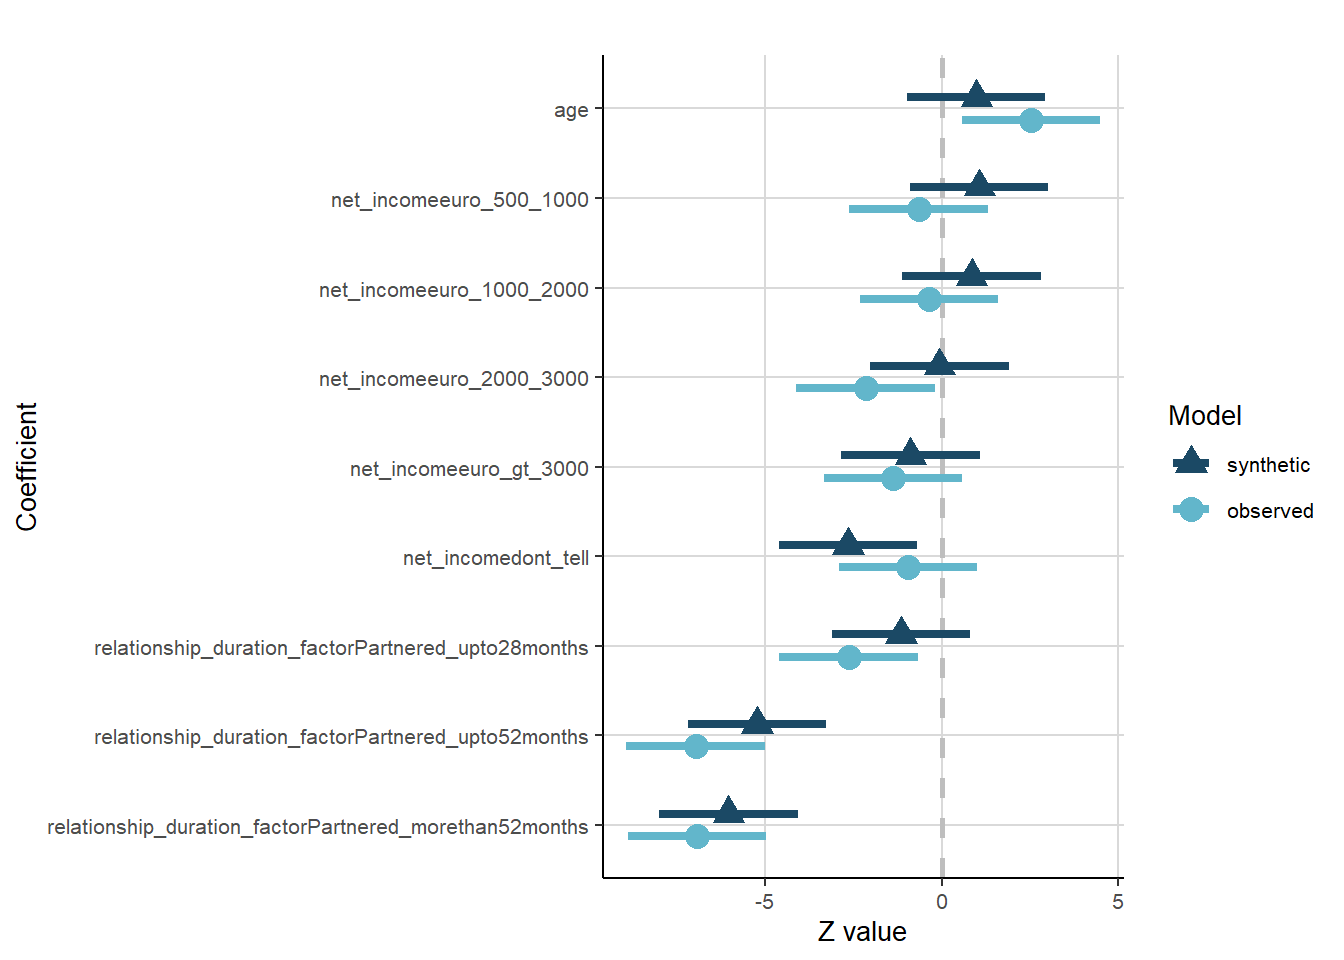 Coefficient
age
net_incomeeuro_500_1000
net_incomeeuro_1000_2000
net_incomeeuro_2000_3000
net_incomeeuro_gt_3000
net_incomedont_tell
relationship_duration_factorPartnered_upto28months
relationship_duration_factorPartnered_upto52months
relationship_duration_factorPartnered_morethan52months
-5 0 5
Z value
Model
synthetic
observed